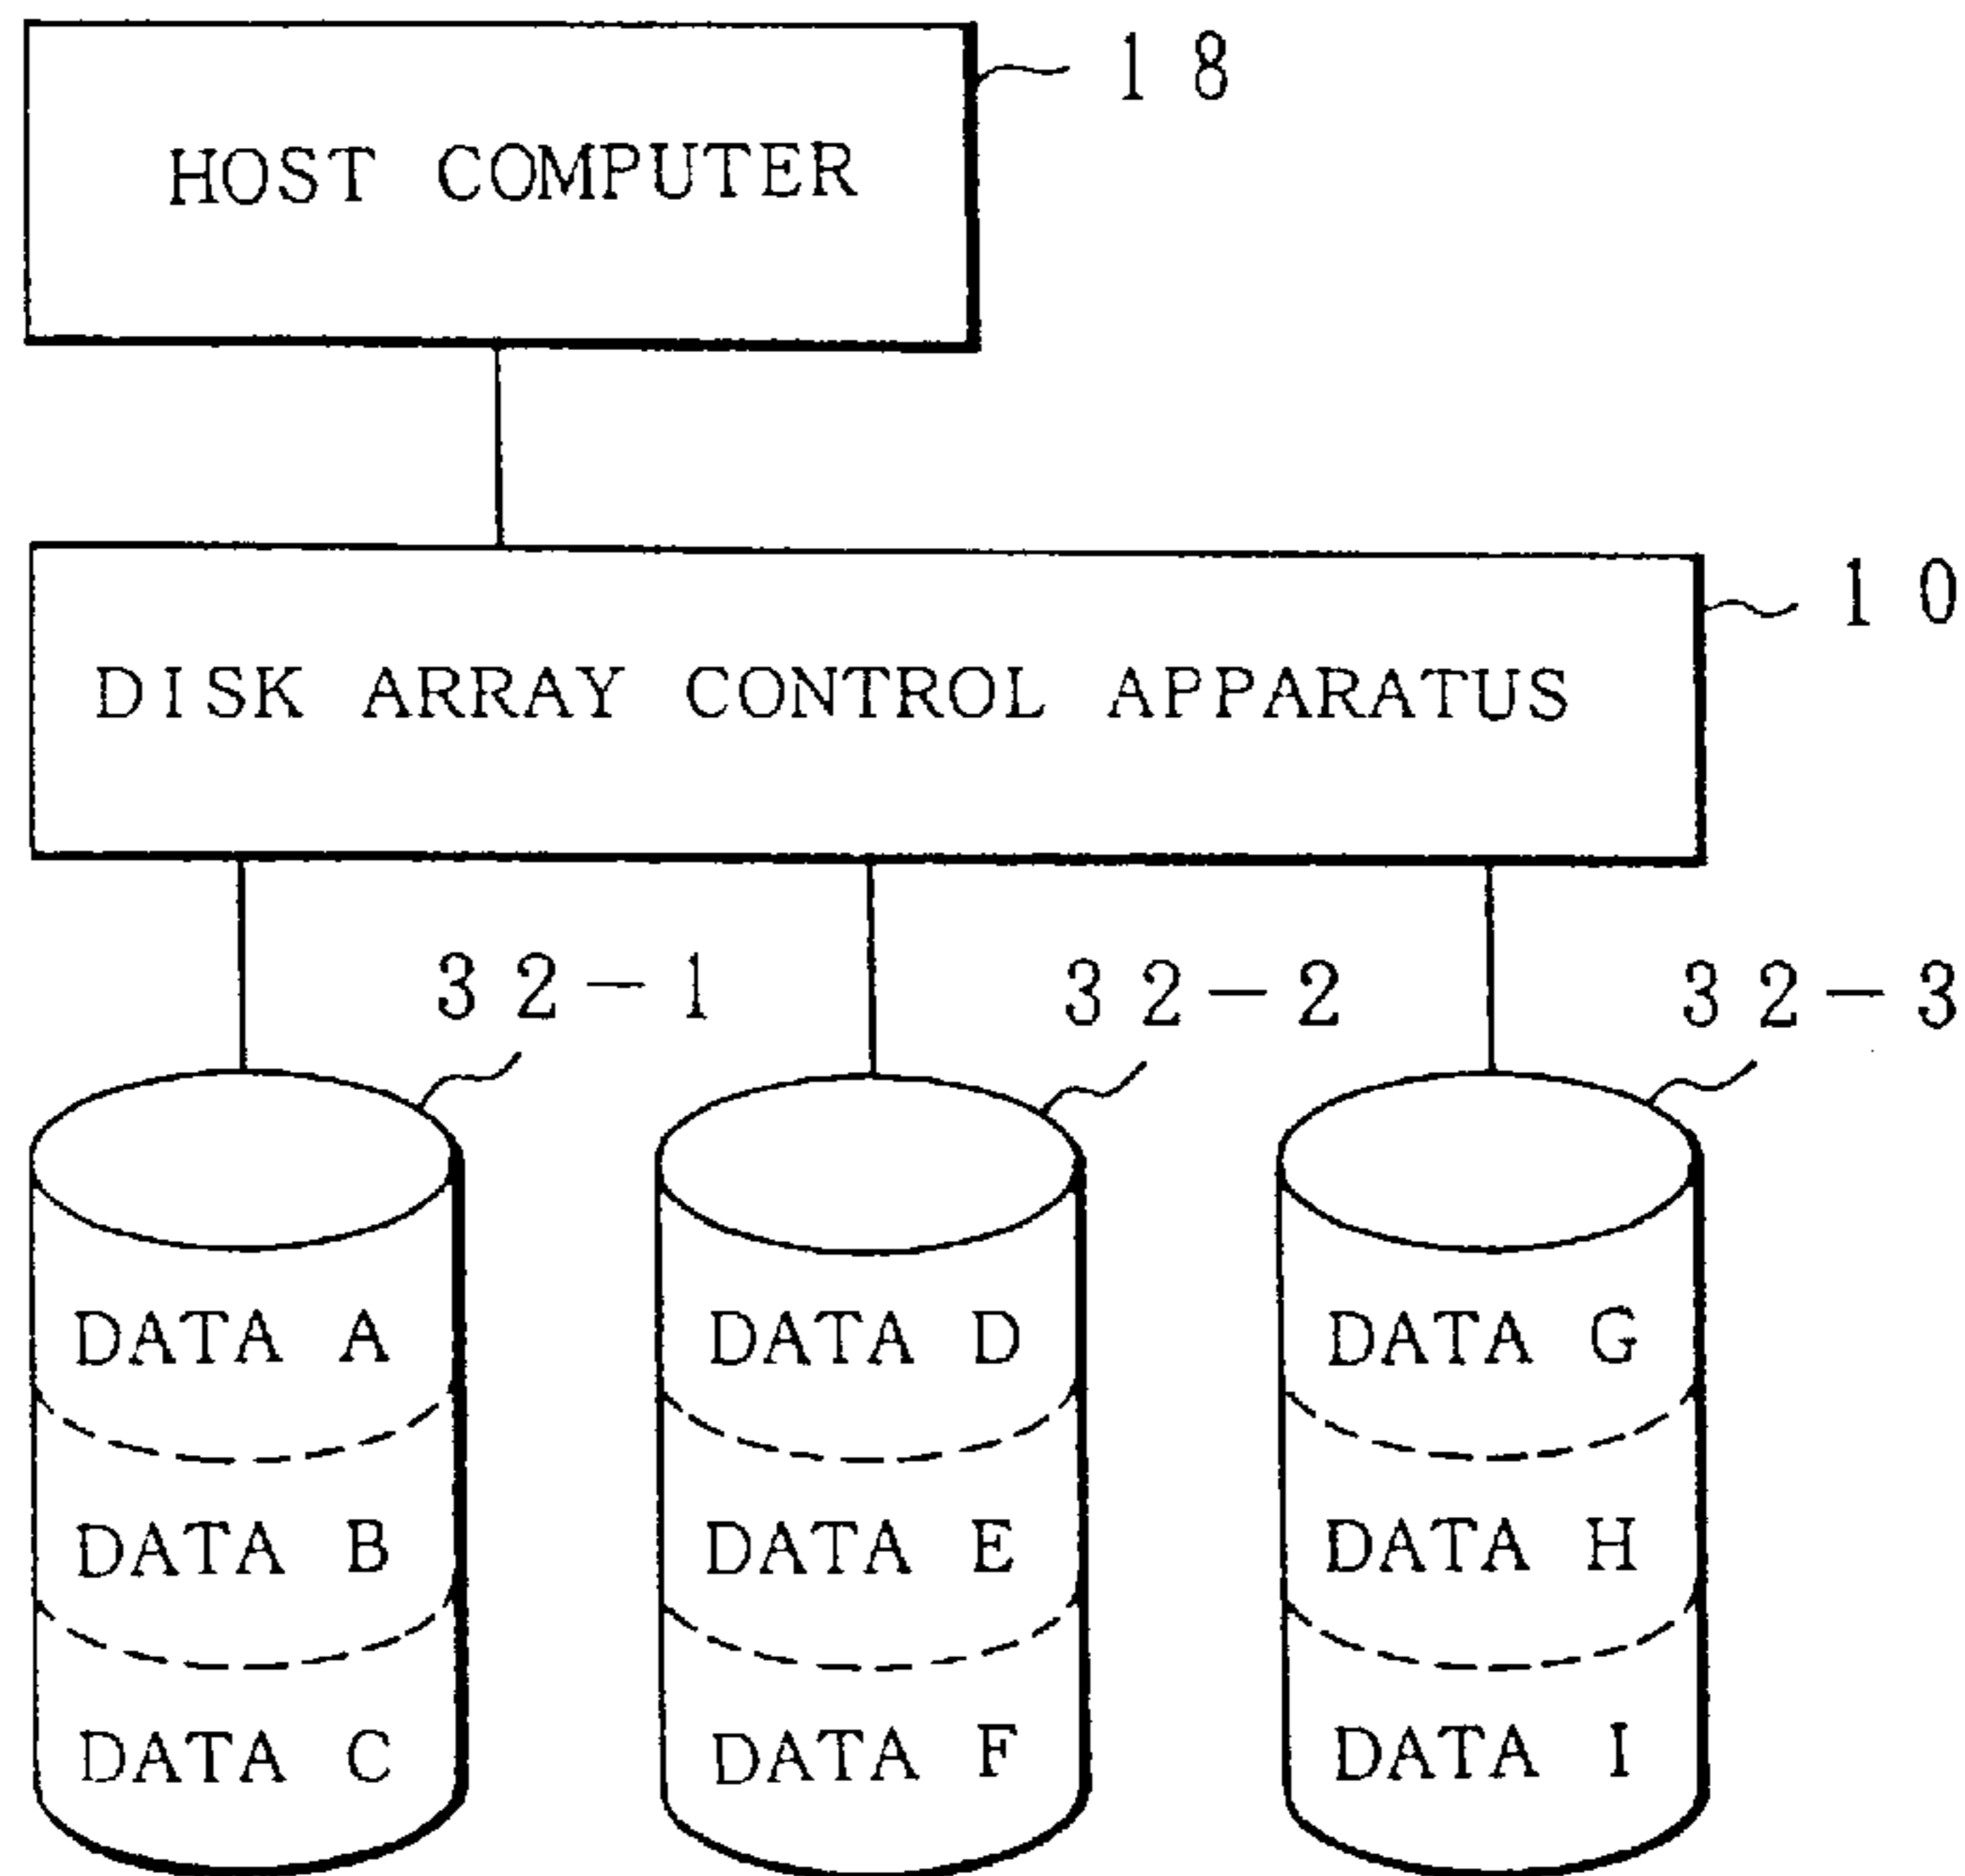 18
HOST COMPUTER
10
DISK ARRAY CONTROL APPARATUS
32-1
32-2
32-3
DATA A
DATA B
DATA C
DATA D
DATA E
DATA F
DATA G
DATA H
DATA I